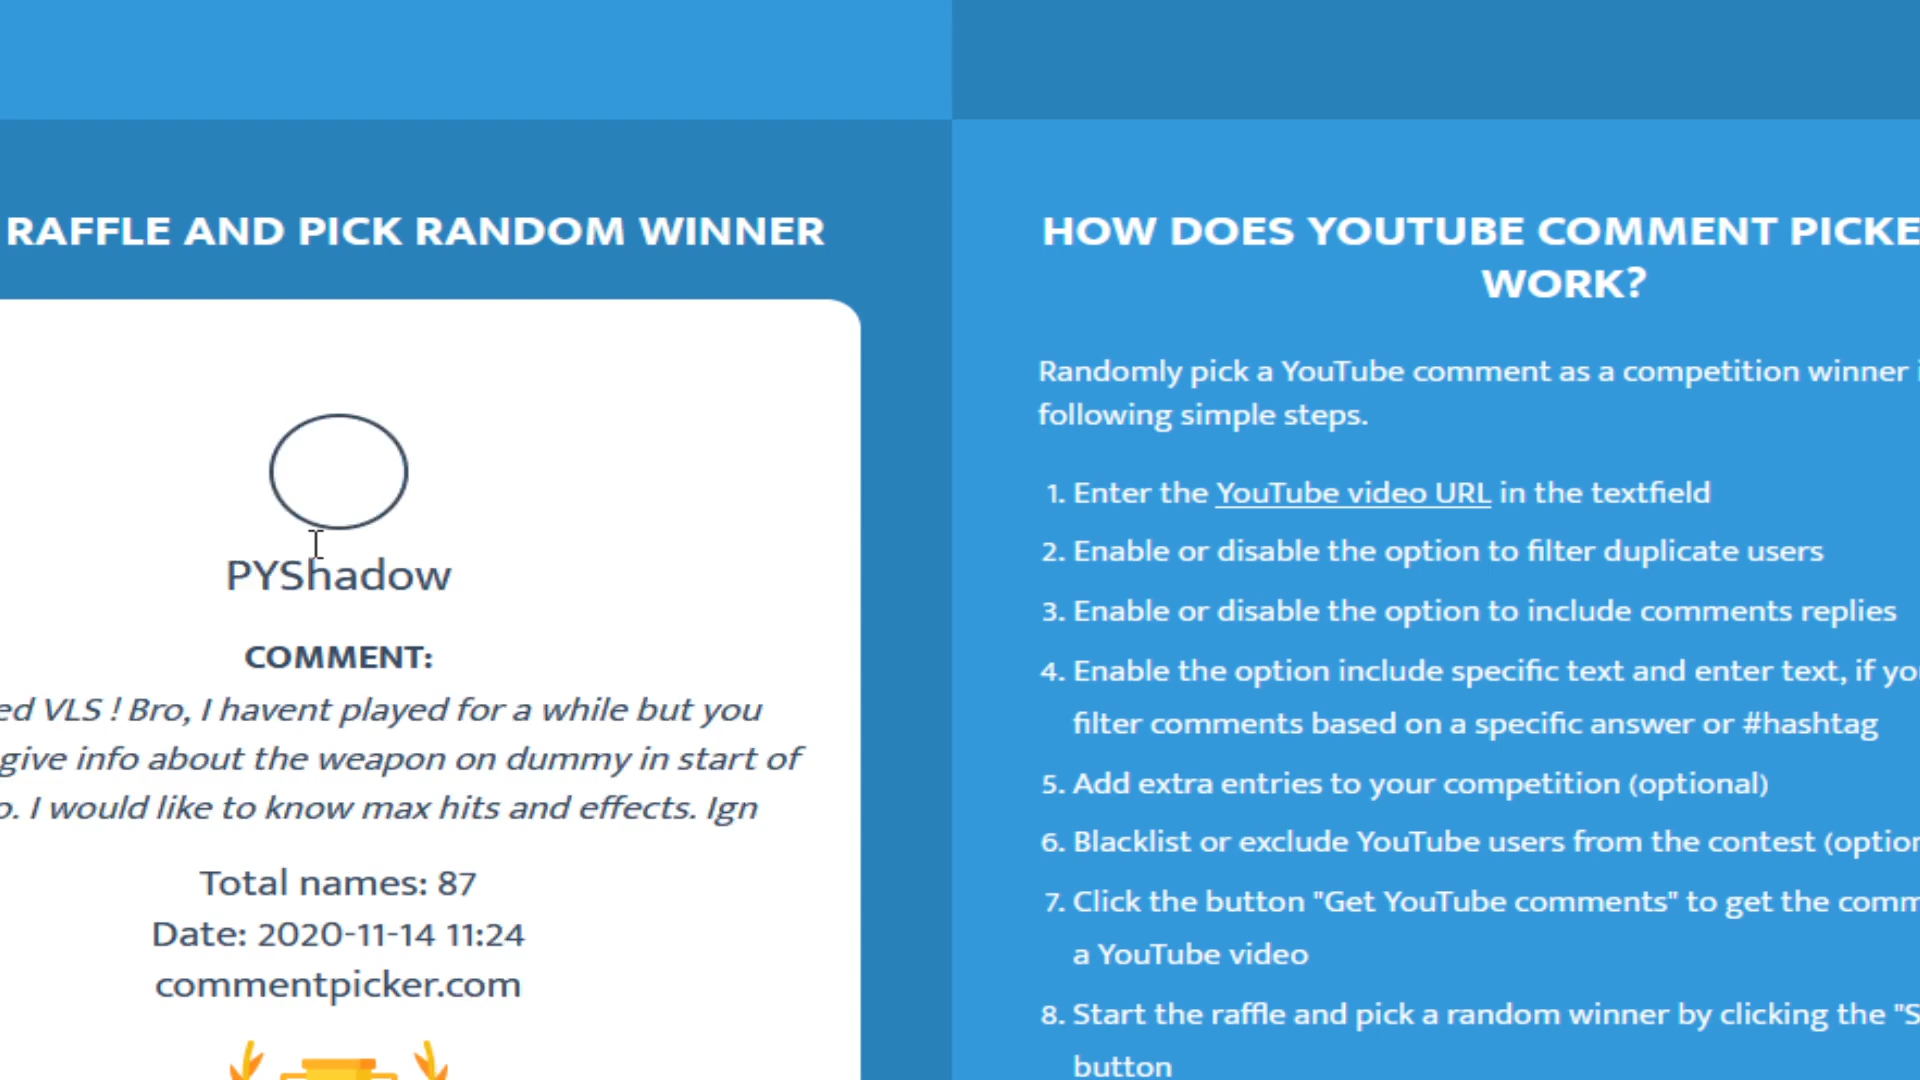 RAFFLE AND PICK RANDOM WINNER
PYShadow
COMMENT:
ed VLS ! Bro, I havent played for a while but you
give info about the weapon on dummy in start of
o. I would like to know max hits and effects. Ign
Total names: 87
Date: 2020-11-14 11:24
commentpicker.com
HOW DOES YOUTUBE COMMENT PICKE
WORK?
Randomly pick a YouTube comment as a competition winner i
following simple steps.
1. Enter the YouTube video URL in the textfield
2. Enable or disable the option to filter duplicate users
3. Enable or disable the option to include comments replies
4. Enable the option include specific text and enter text, if yo
filter comments based on a specific answer or #hashtag
5. Add extra entries to your competition (optional)
6. Blacklist or exclude YouTube users from the contest (option
7. Click the button "Get YouTube comments" to get the comm
a YouTube video
8. Start the raffle and pick a random winner by clicking the "S
button